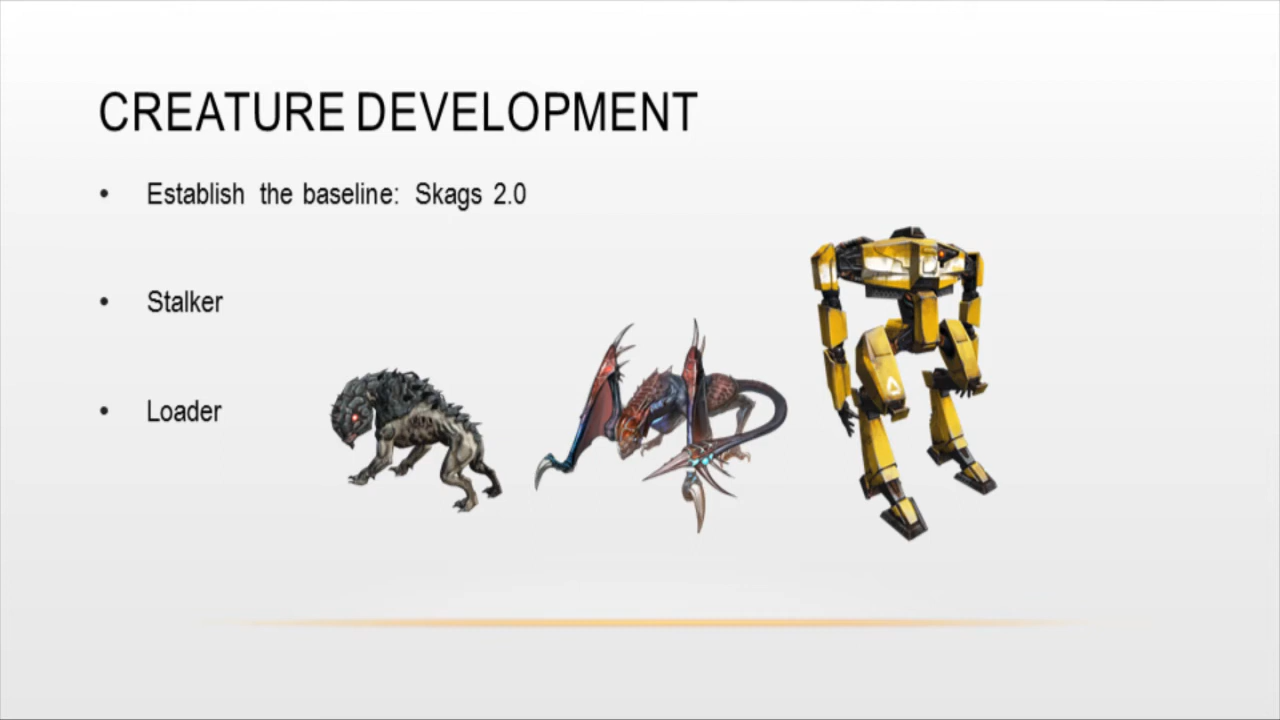 CREATURE DEVELOPMENT
• Establish the baseline: Skags 2.0
• Stalker
• Loader